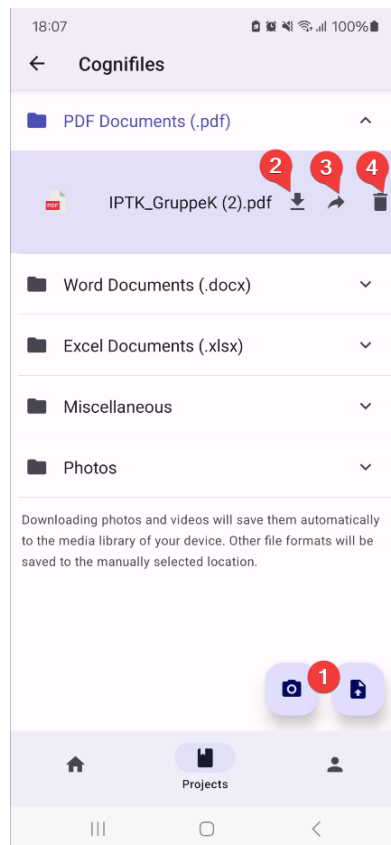 18:07 100%
Cognifiles
PDF Documents (.pdf)
2 3 4
PDF IPTK_GruppeK (2).pdf
Word Documents (.docx)
Excel Documents (.xlsx)
Miscellaneous
Photos
Downloading photos and videos will save them automatically
to the media library of your device. Other file formats will be
saved to the manually selected location.
1
Projects